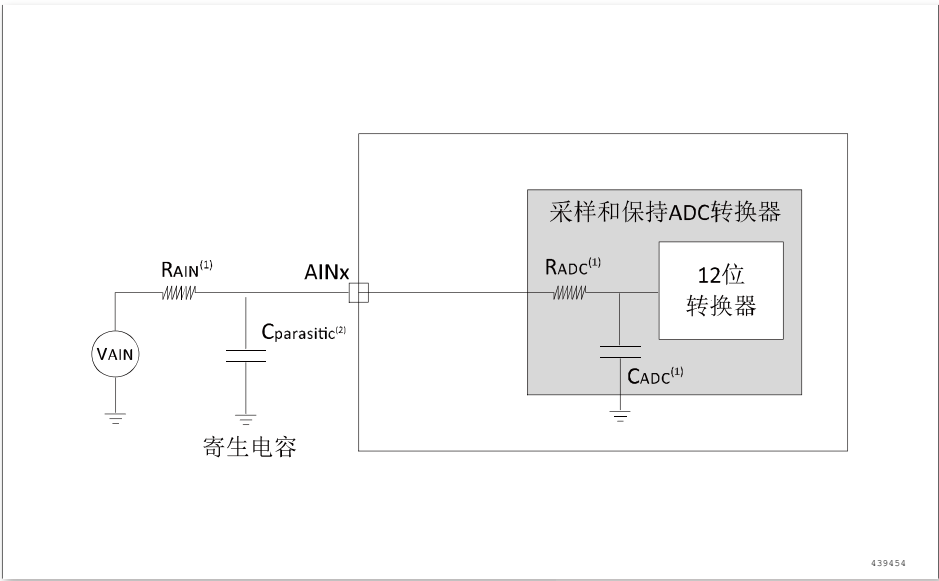 采样和保持ADC转换器
RAIN(1)
AINx
RADC(1)
12位
转换器
Cparasitic(2)
VAIN
CADC(1)
寄生电容
439454